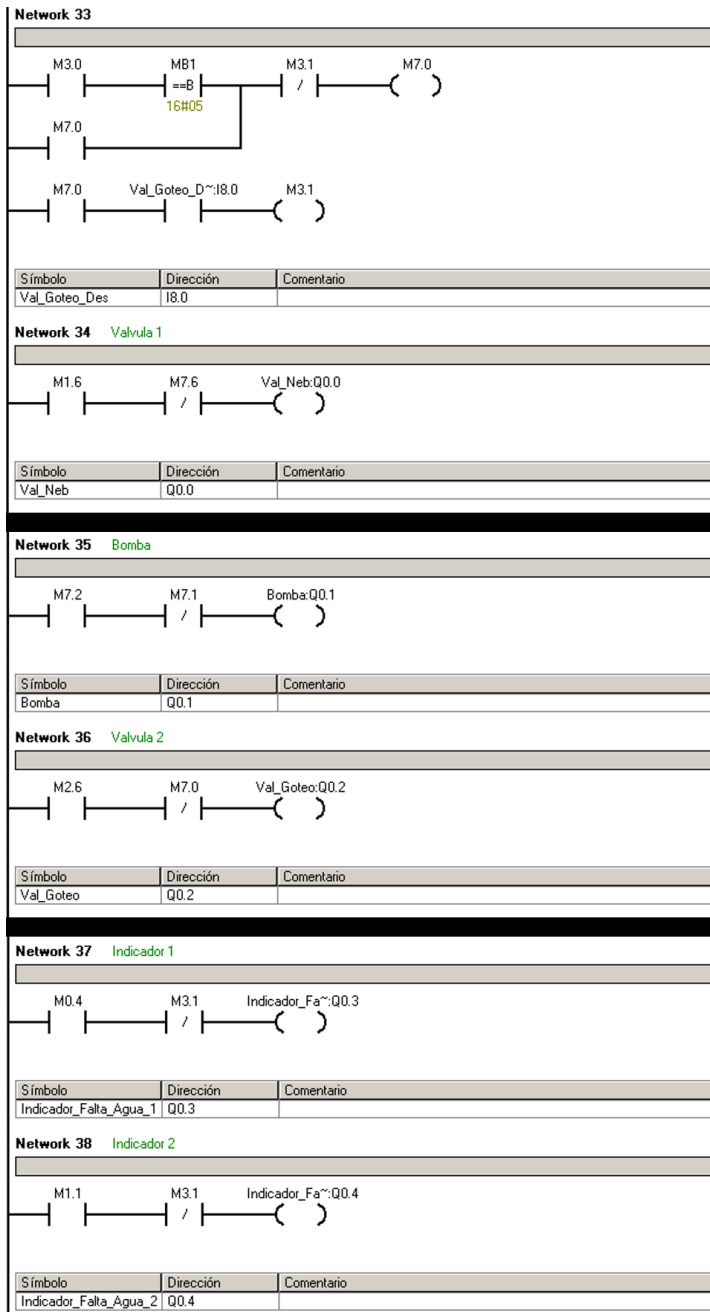 Network 33
M3.0 MB1 M3.1 M7.0
==B /
16#05
M7.0
M7.0 Val_Goteo_D~:I8.0 M3.1
Símbolo Dirección Comentario
Val_Goteo_Des I8.0
Network 34 Valvula 1
M1.6 M7.6 Val_Neb:Q0.0
/
Símbolo Dirección Comentario
Val_Neb Q0.0
Network 35 Bomba
M7.2 M7.1 Bomba:Q0.1
/
Símbolo Dirección Comentario
Bomba Q0.1
Network 36 Valvula 2
M2.6 M7.0 Val_Goteo:Q0.2
/
Símbolo Dirección Comentario
Val_Goteo Q0.2
Network 37 Indicador 1
M0.4 M3.1 Indicador_Fa~:Q0.3
/
Símbolo Dirección Comentario
Indicador_Falta_Agua_1 Q0.3
Network 38 Indicador 2
M1.1 M3.1 Indicador_Fa~:Q0.4
/
Símbolo Dirección Comentario
Indicador_Falta_Agua_2 Q0.4